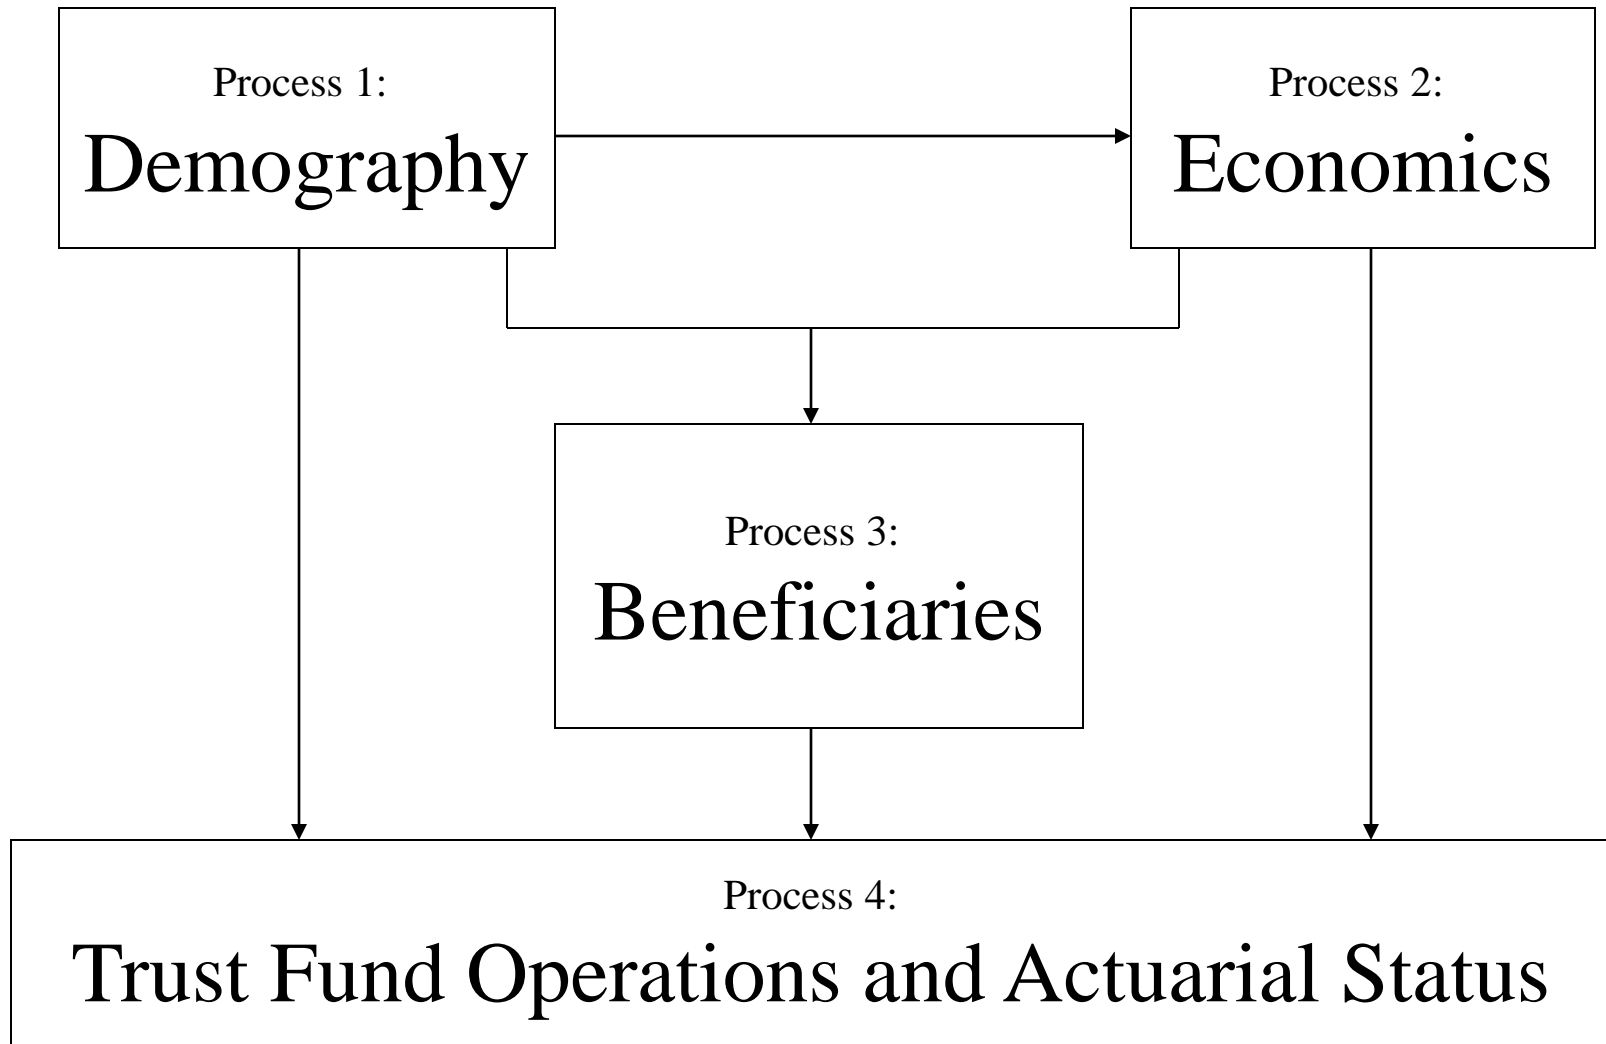 Process 1:
Demography
Process 2:
Economics
Process 3:
Beneficiaries
Process 4:
Trust Fund Operations and Actuarial Status